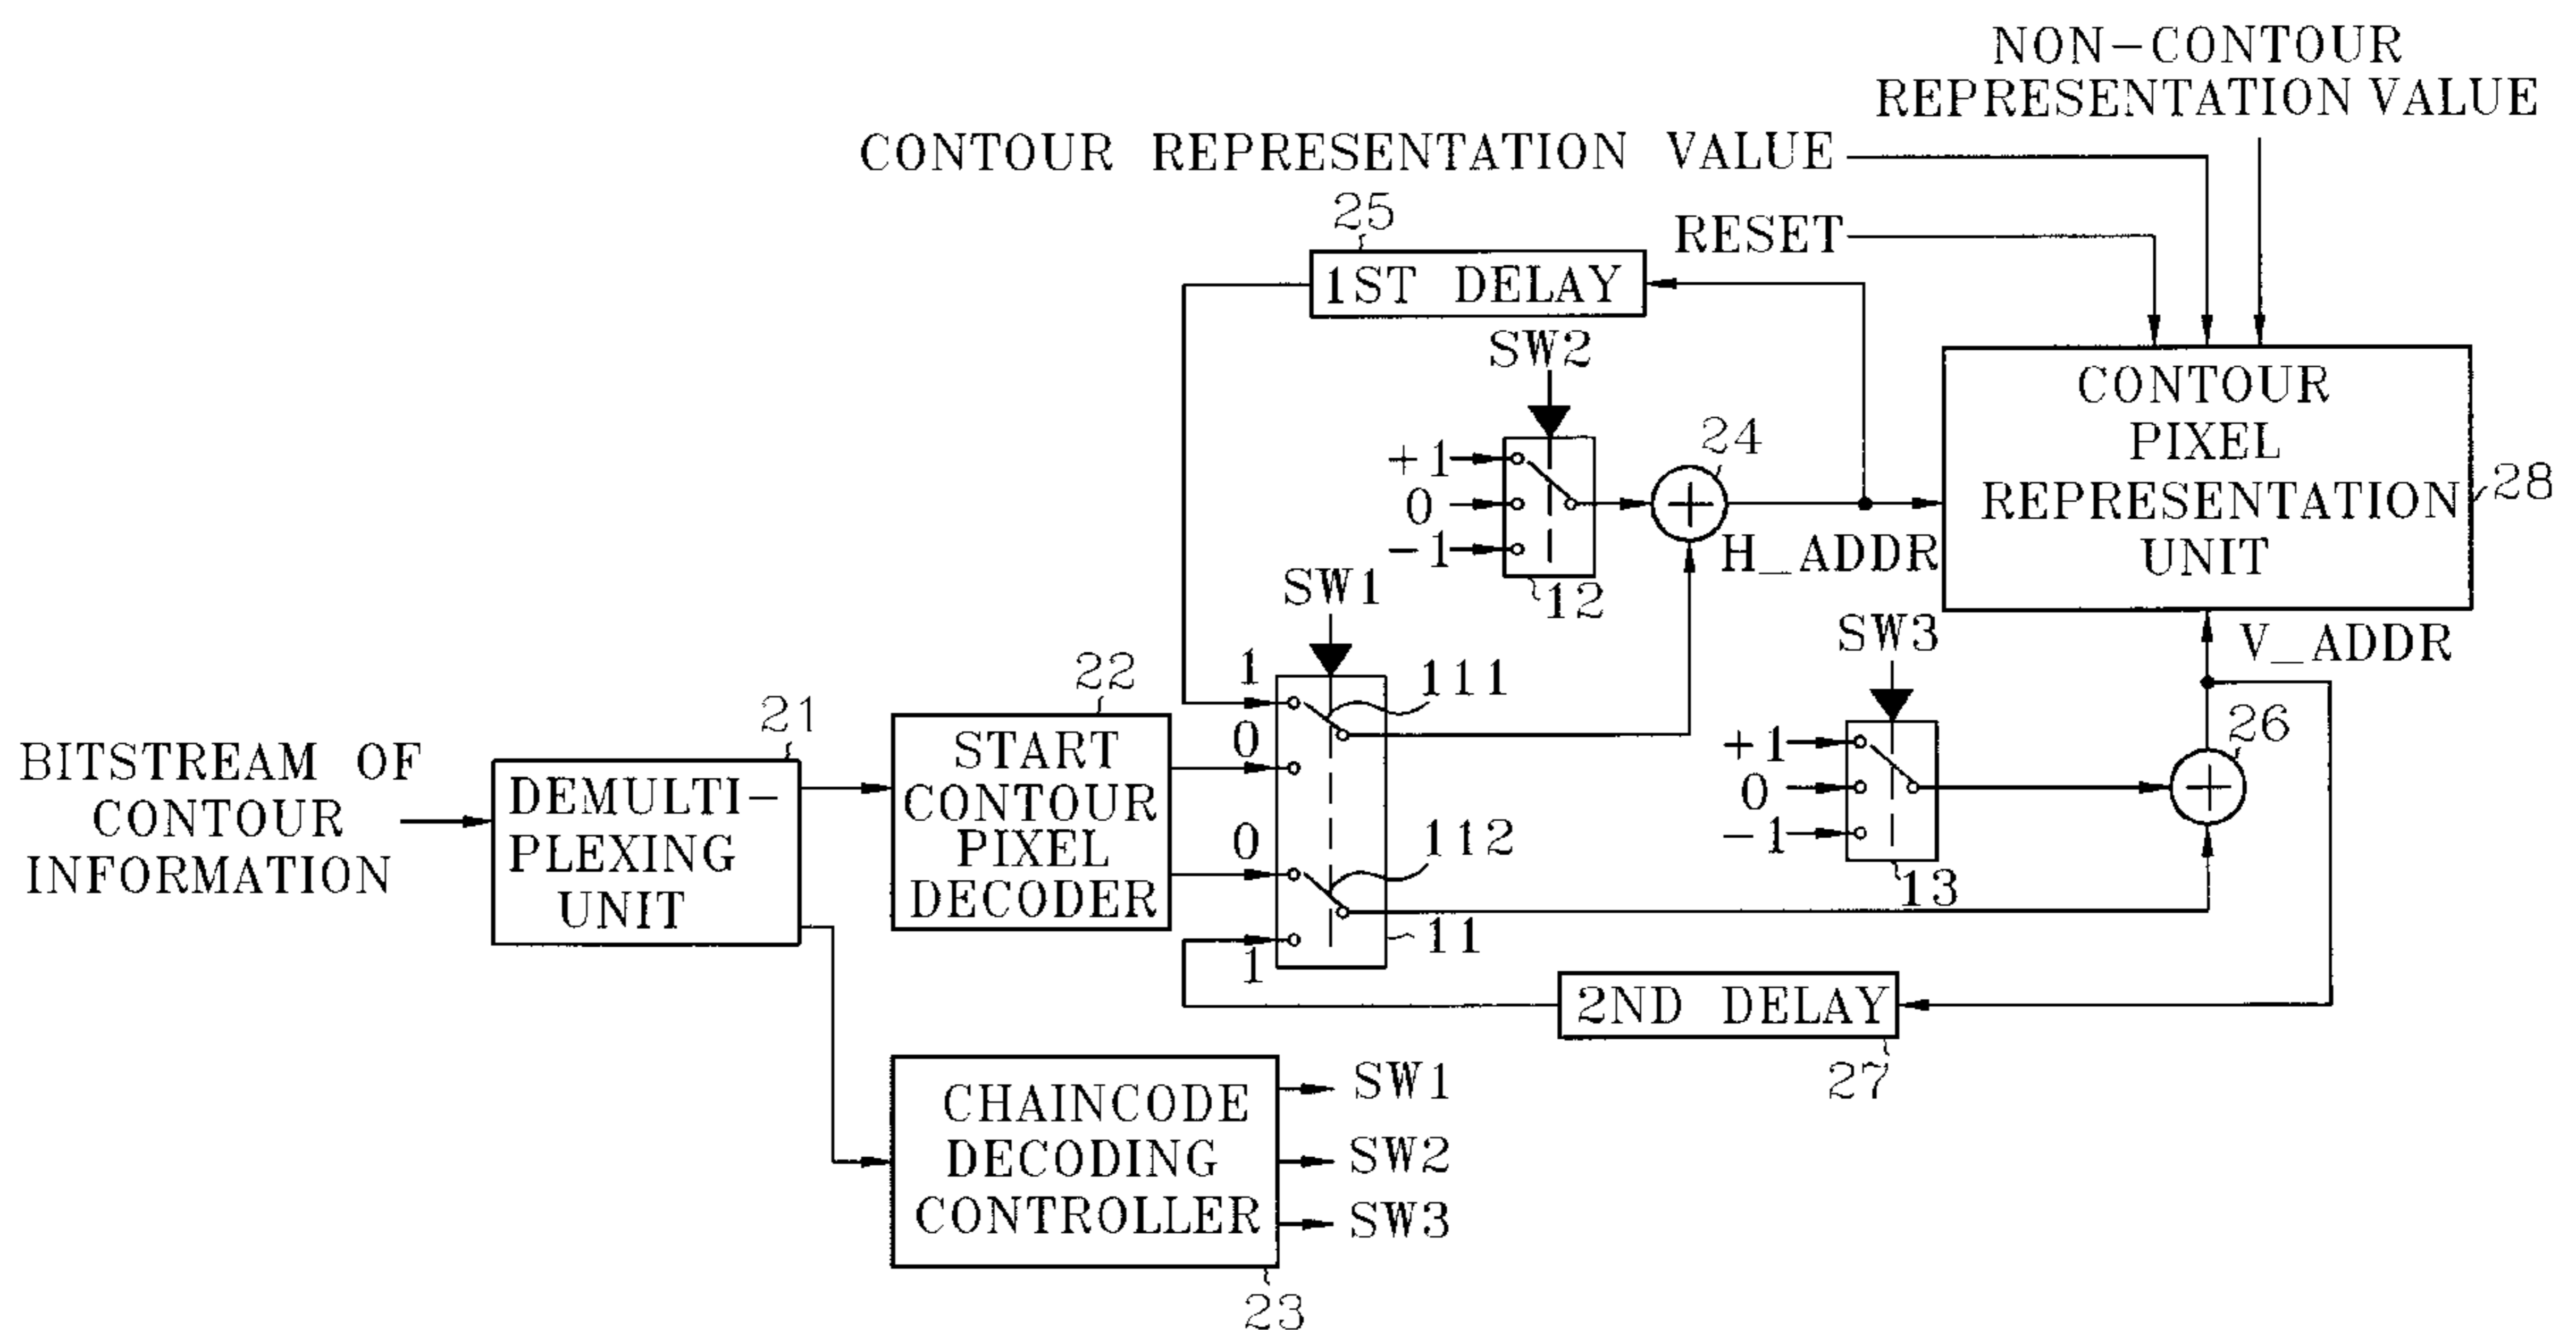 NON-CONTOUR
REPRESENTATION VALUE
CONTOUR REPRESENTATION VALUE
25
RESET
1ST DELAY
SW2
CONTOUR
PIXEL
REPRESENTATION
UNIT
28
24
+1
0
-1
H_ADDR
12
SW1
SW3
V_ADDR
1
111
22
21
0
26
START
CONTOUR
PIXEL
DECODER
+1
0
-1
BITSTREAM OF
CONTOUR
INFORMATION
DEMULTI-
PLEXING
UNIT
0
112
13
11
1
2ND DELAY
27
CHAINCODE
DECODING
CONTROLLER
SW1
SW2
SW3
23